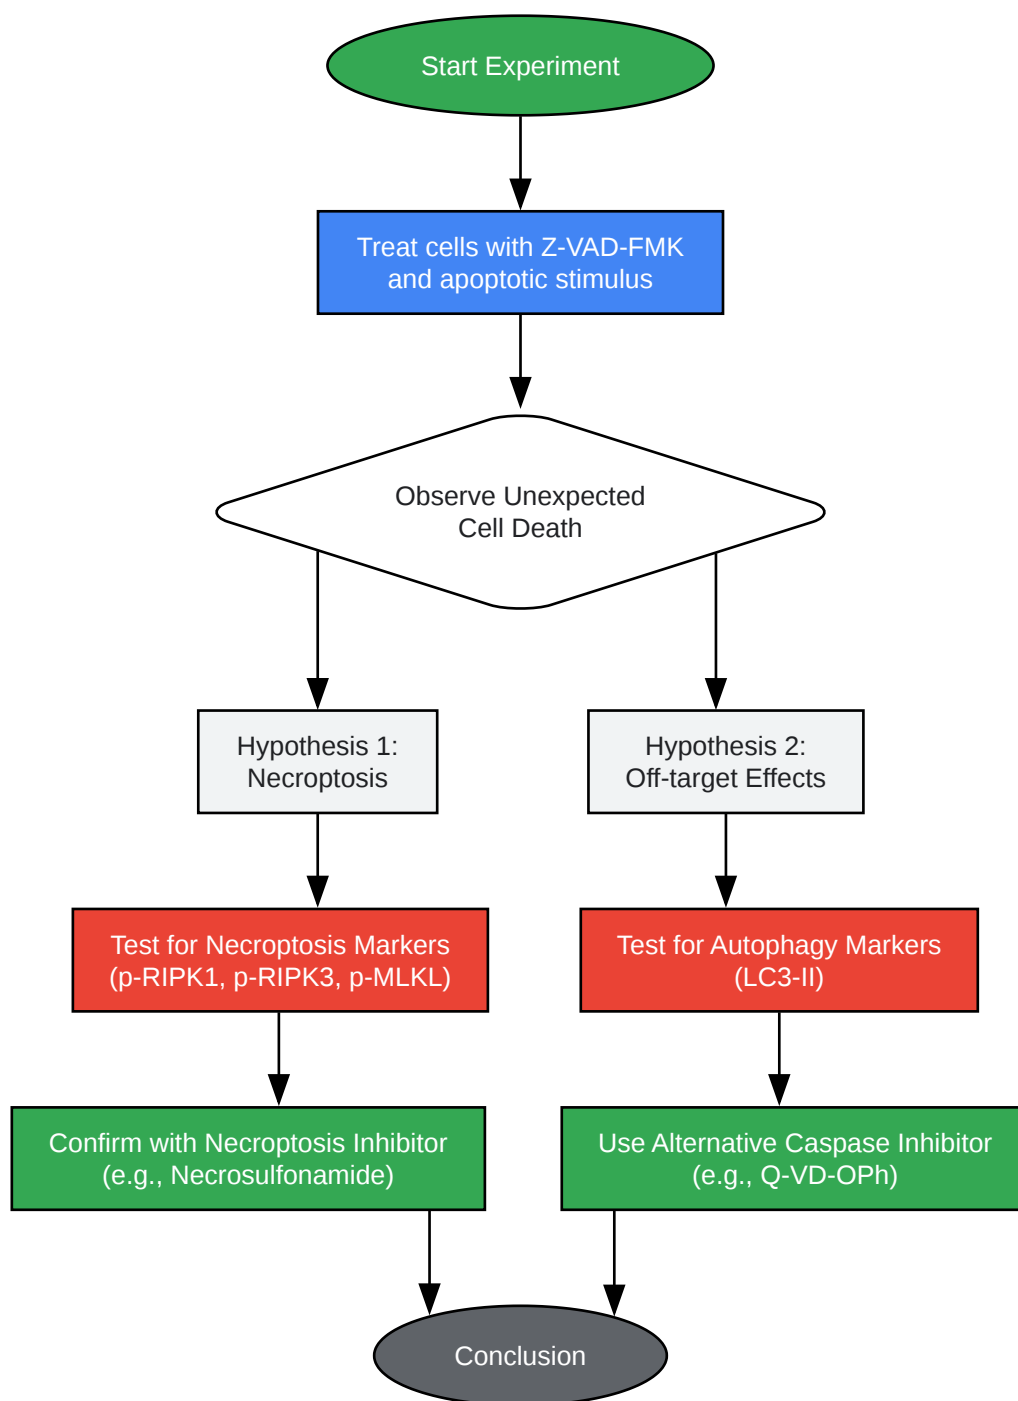 Start Experiment
Treat cells with Z-VAD-FMK
and apoptotic stimulus
Observe Unexpected
Cell Death
Hypothesis 1:
Necroptosis
Hypothesis 2:
Off-target Effects
Test for Necroptosis Markers
(p-RIPK1, p-RIPK3, p-MLKL)
Test for Autophagy Markers
(LC3-II)
Confirm with Necroptosis Inhibitor
(e.g., Necrosulfonamide)
Use Alternative Caspase Inhibitor
(e.g., Q-VD-OPh)
Conclusion